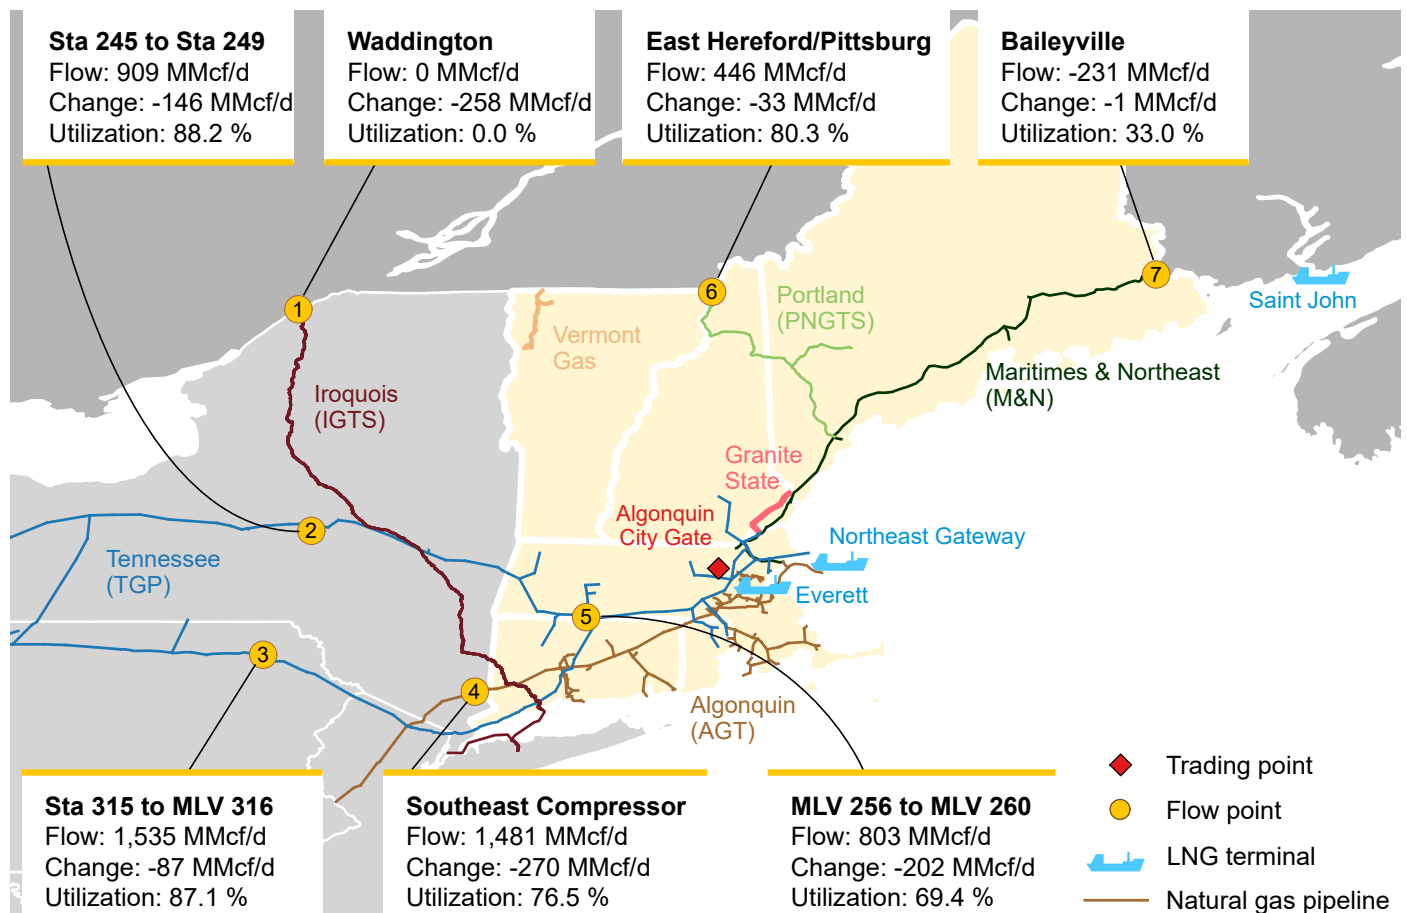 Sta 245 to Sta 249
Flow: 909 MMcf/d
Change: -146 MMcf/d
Utilization: 88.2 %
Waddington
Flow: 0 MMcf/d
Change: -258 MMcf/d
Utilization: 0.0 %
East Hereford/Pittsburg
Flow: 446 MMcf/d
Change: -33 MMcf/d
Utilization: 80.3 %
Baileyville
Flow: -231 MMcf/d
Change: -1 MMcf/d
Utilization: 33.0 %
7
6
1
Saint John
Portland
(PNGTS)
Vermont
Gas
Maritimes & Northeast
(M&N)
Iroquois
(IGTS)
Granite
State
Algonquin
City Gate
2
Northeast Gateway
Tennessee
(TGP)
Everett
5
3
4
Algonquin
(AGT)
Sta 315 to MLV 316
Flow: 1,535 MMcf/d
Change: -87 MMcf/d
Utilization: 87.1 %
Southeast Compressor
Flow: 1,481 MMcf/d
Change: -270 MMcf/d
Utilization: 76.5 %
MLV 256 to MLV 260
Flow: 803 MMcf/d
Change: -202 MMcf/d
Utilization: 69.4 %
Trading point
Flow point
LNG terminal
Natural gas pipeline